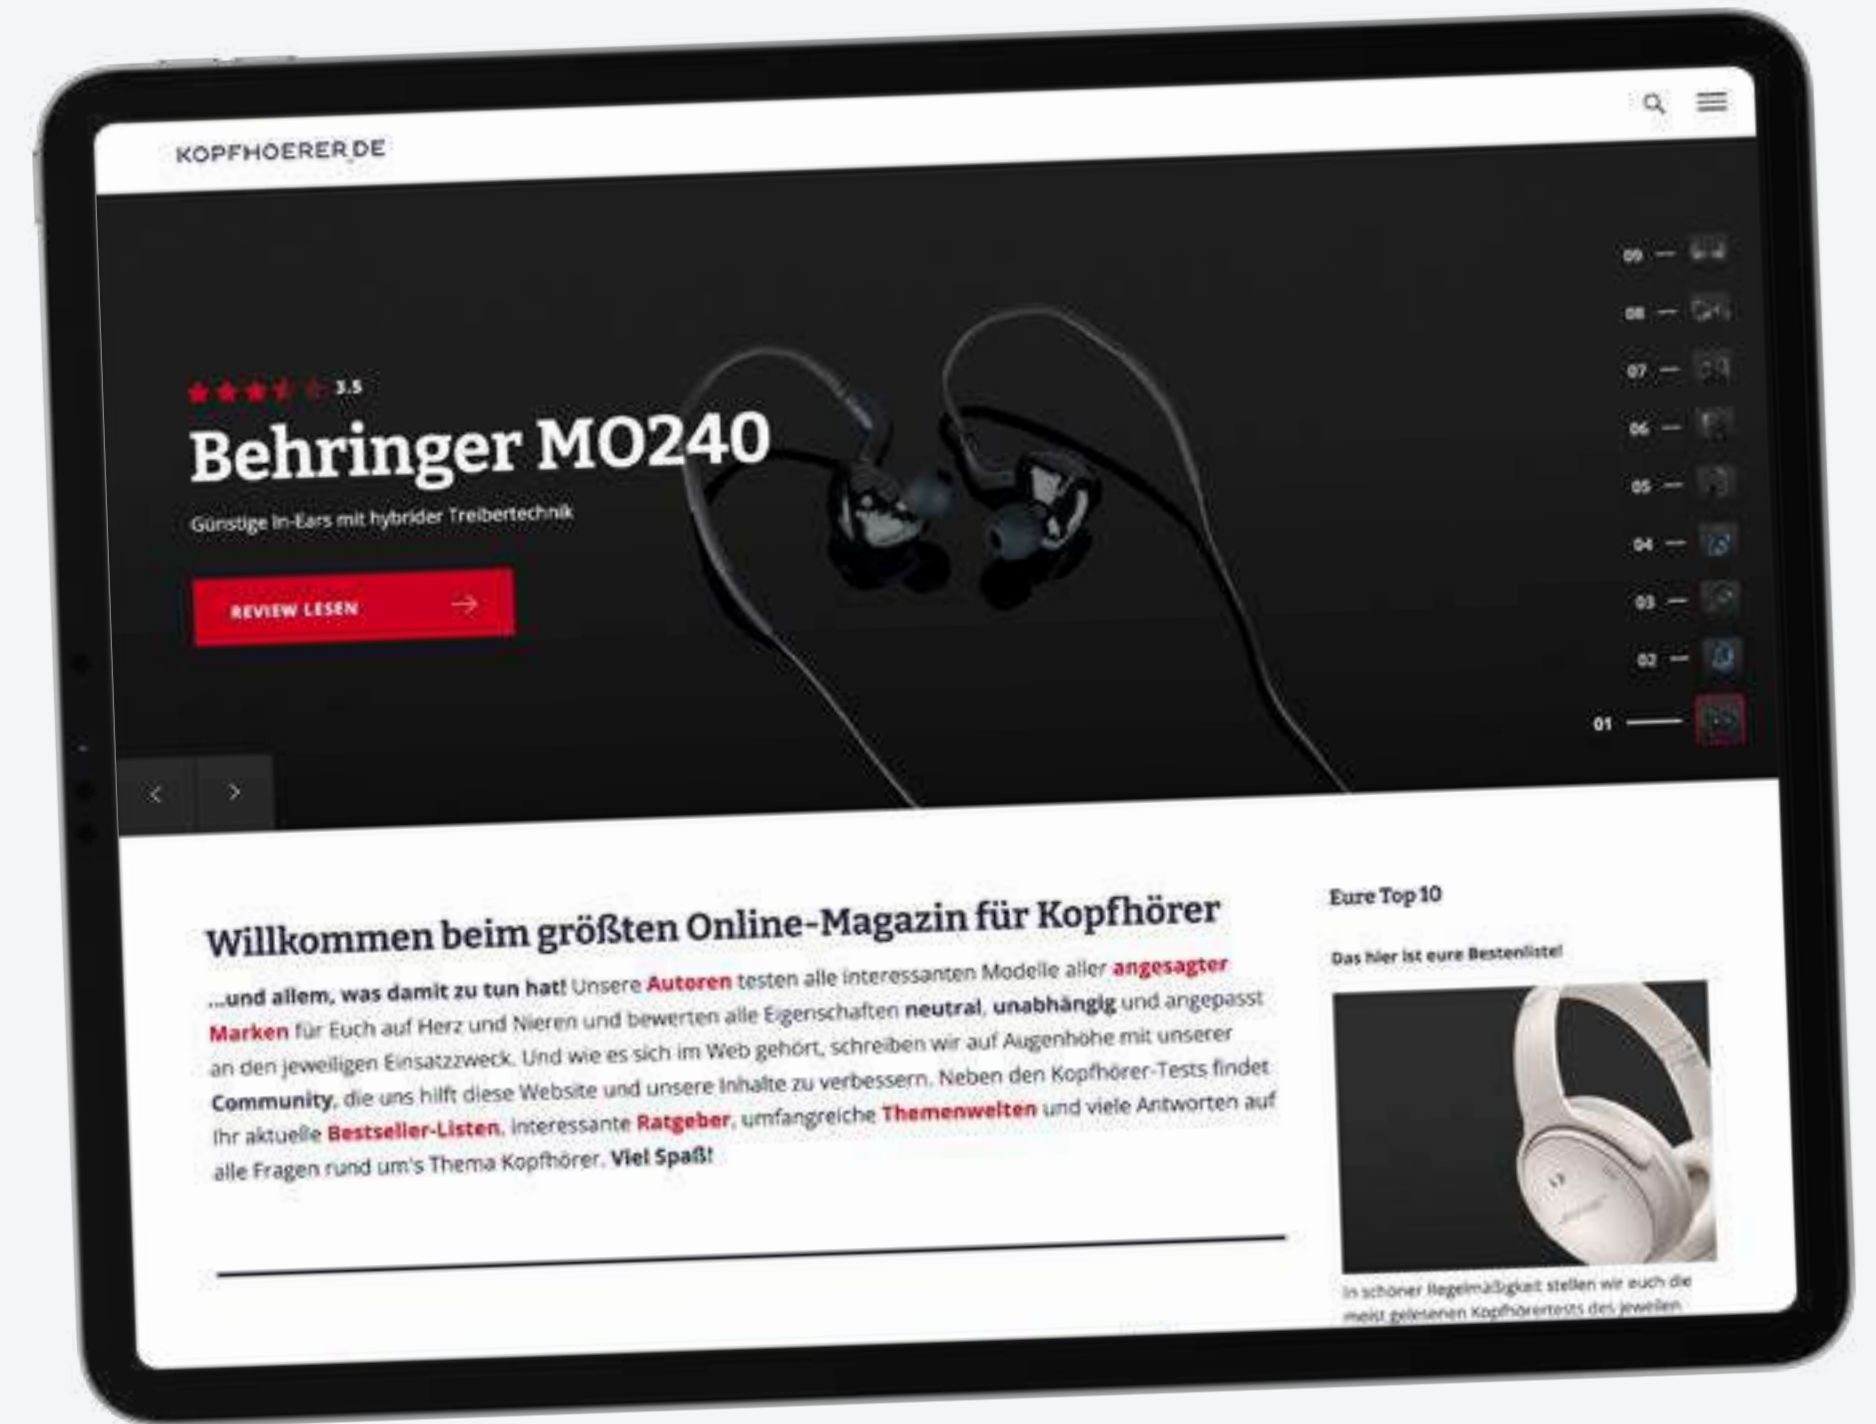 KOPFHOERER.DE
3.5
Behringer MO240
Günstige In-Ears mit hybrider Treibertechnik
REVIEW LESEN
09
08
07
06
05
04
03
02
01
Willkommen beim größten Online-Magazin für Kopfhörer
...und allem, was damit zu tun hat! Unsere Autoren testen alle interessanten Modelle aller angesagter
Marken für Euch auf Herz und Nieren und bewerten alle Eigenschaften neutral, unabhängig und angepasst
an den jeweiligen Einsatzzweck. Und wie es sich im Web gehört, schreiben wir auf Augenhöhe mit unserer
Community, die uns hilft diese Website und unsere Inhalte zu verbessern. Neben den Kopfhörer-Tests findet
Ihr aktuelle Bestseller-Listen, interessante Ratgeber, umfangreiche Themenwelten und viele Antworten auf
alle Fragen rund um's Thema Kopfhörer. Viel Spaß!
Eure Top 10
Das hier ist eure Bestenliste!
In schöner Regelmäßigkeit stellen wir euch die
meist gelesenen Kopfhörertests des jeweilen